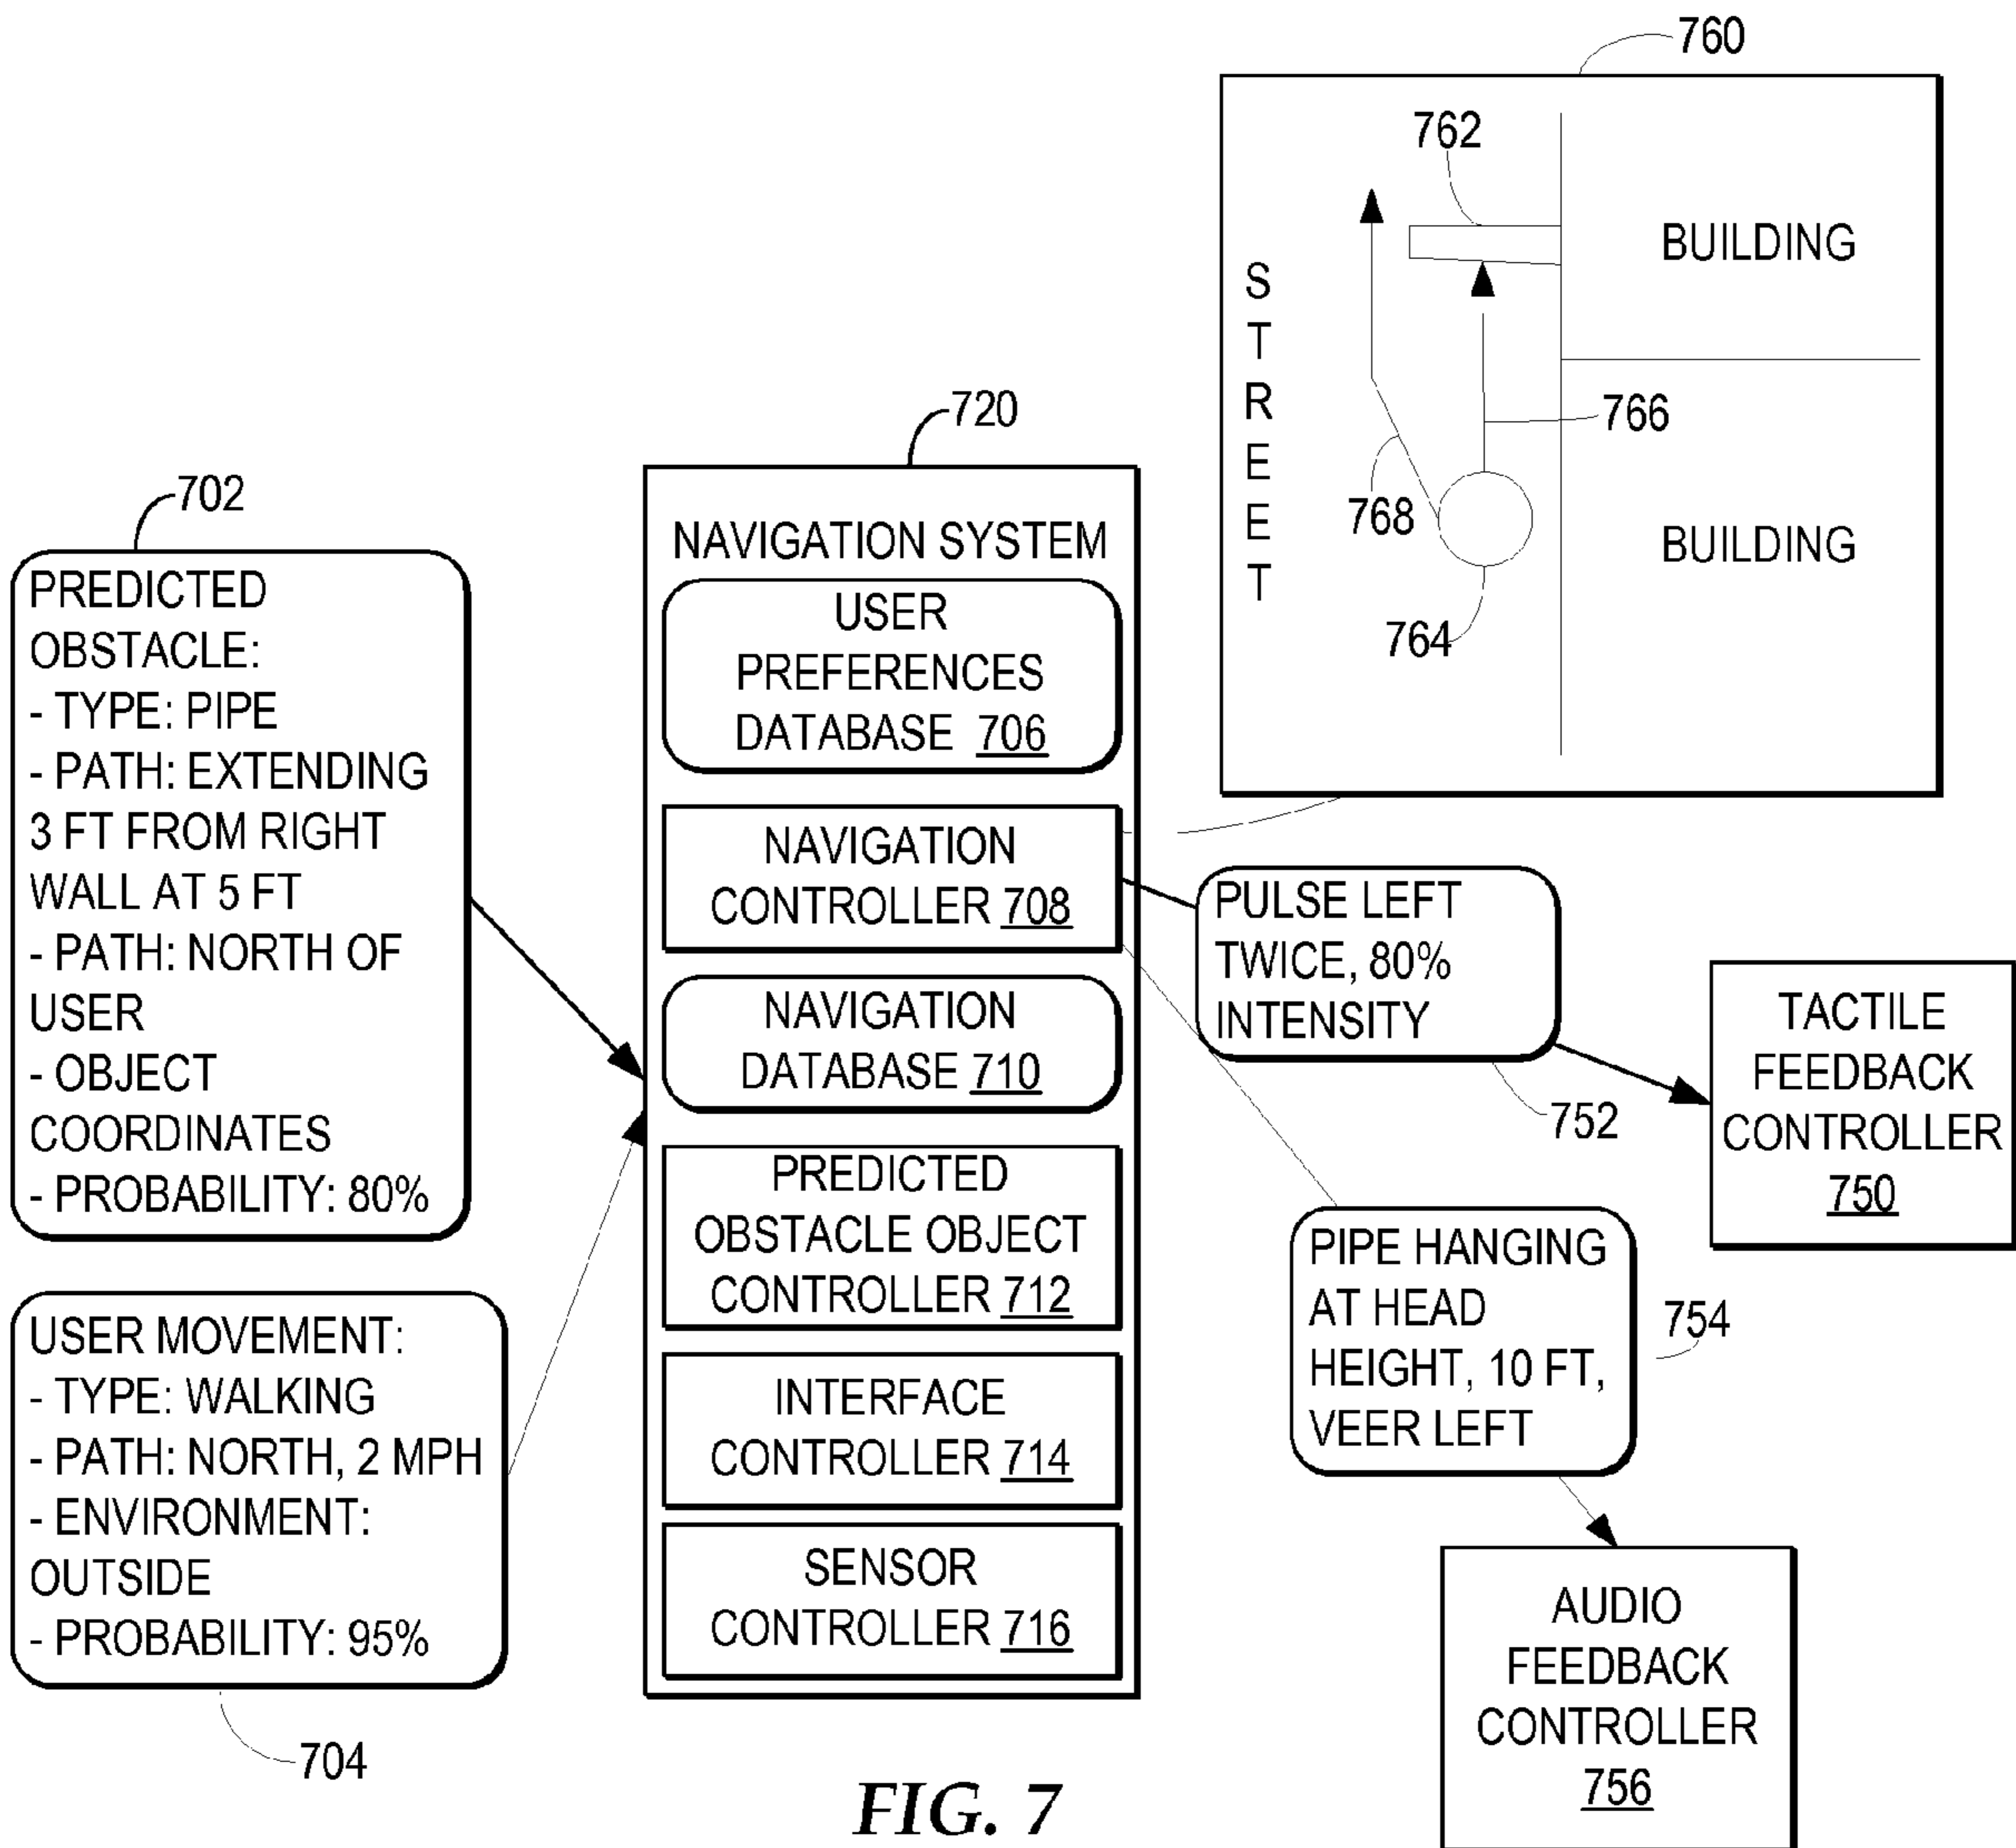 760
762
BUILDING
S
T
R
E
E
T
766
768
764
BUILDING
720
NAVIGATION SYSTEM
USER
PREFERENCES
DATABASE 706
NAVIGATION
CONTROLLER 708
NAVIGATION
DATABASE 710
PREDICTED
OBSTACLE OBJECT
CONTROLLER 712
INTERFACE
CONTROLLER 714
SENSOR
CONTROLLER 716
702
PREDICTED
OBSTACLE:
- TYPE: PIPE
- PATH: EXTENDING
3 FT FROM RIGHT
WALL AT 5 FT
- PATH: NORTH OF
USER
- OBJECT
COORDINATES
- PROBABILITY: 80%
USER MOVEMENT:
- TYPE: WALKING
- PATH: NORTH, 2 MPH
- ENVIRONMENT:
OUTSIDE
- PROBABILITY: 95%
704
PULSE LEFT
TWICE, 80%
INTENSITY
752
TACTILE
FEEDBACK
CONTROLLER
750
PIPE HANGING
AT HEAD
HEIGHT, 10 FT,
VEER LEFT
754
AUDIO
FEEDBACK
CONTROLLER
756
FIG. 7